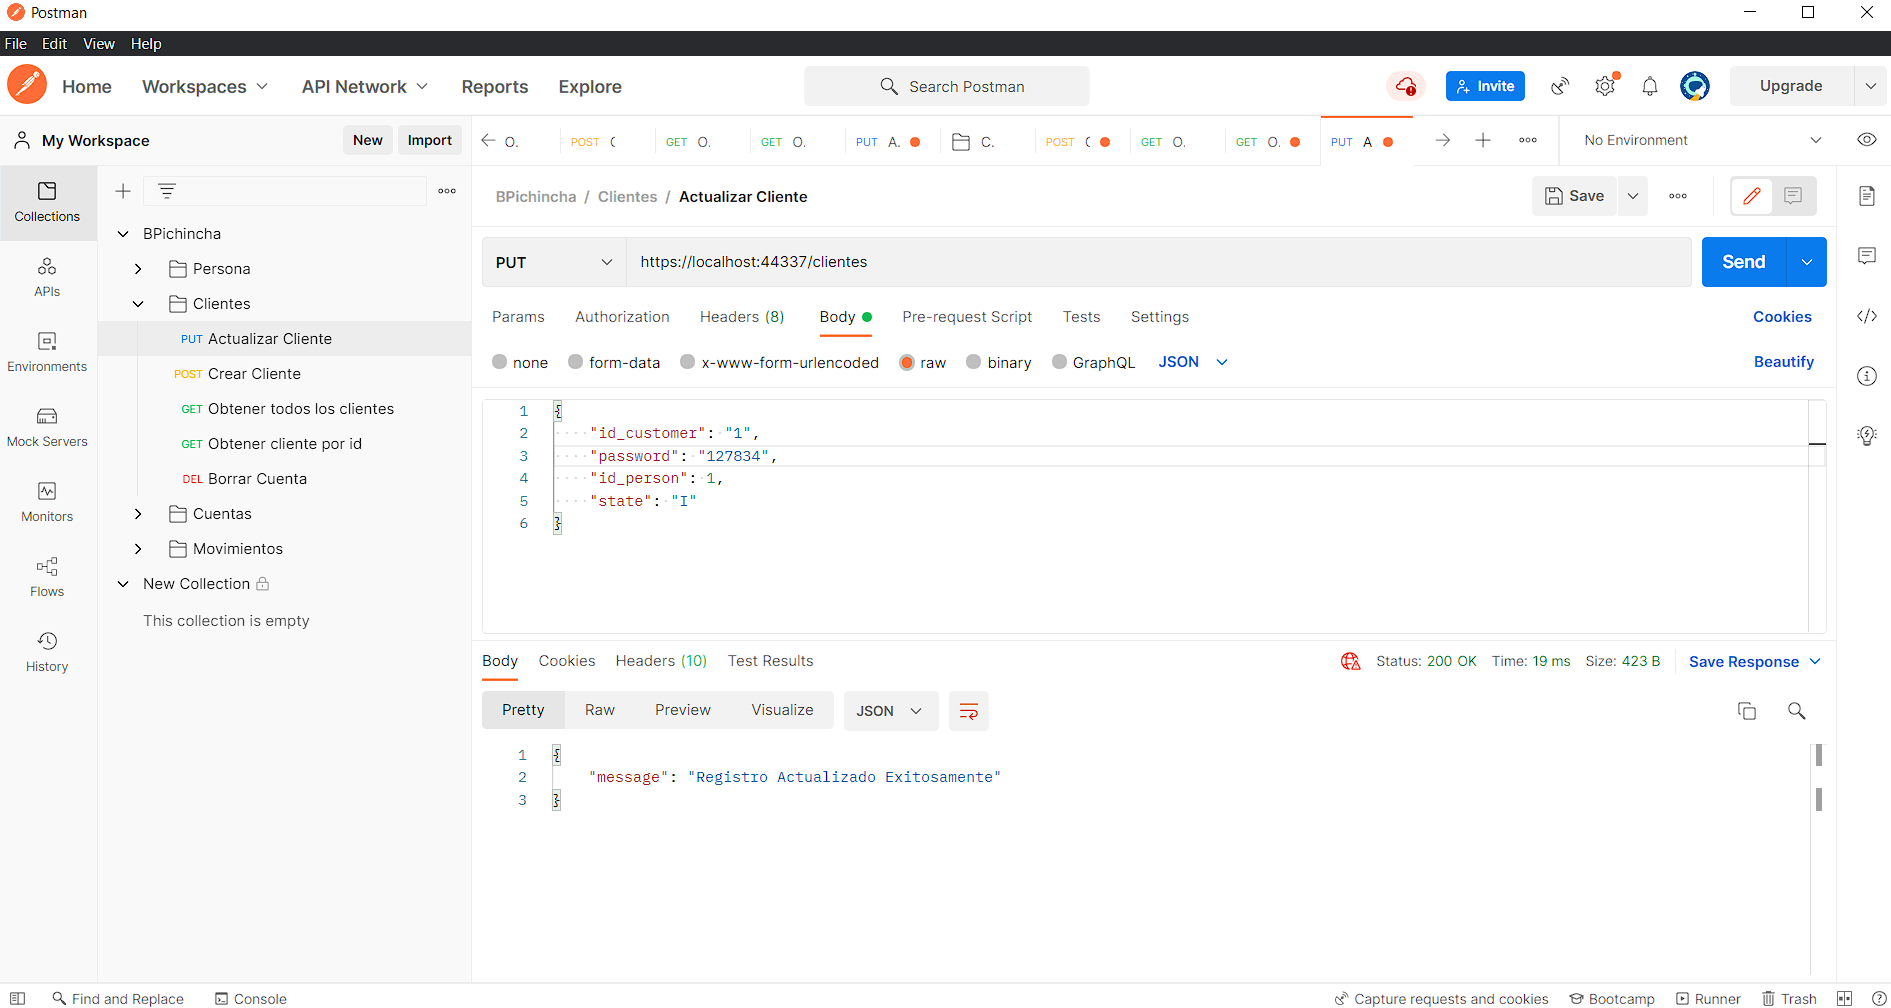 Postman
File Edit View Help
Home Workspaces API Network Reports Explore Search Postman Invite Upgrade
My Workspace New Import
O. POST GET O. GET O. PUT A. C. POST GET O. GET O. PUT A No Environment
Collections
APIs
Environments
Mock Servers
Monitors
Flows
History
BPichincha
Persona
Clientes
PUT Actualizar Cliente
POST Crear Cliente
GET Obtener todos los clientes
GET Obtener cliente por id
DEL Borrar Cuenta
Cuentas
Movimientos
New Collection
This collection is empty
BPichincha / Clientes / Actualizar Cliente Save
PUT https://localhost:44337/clientes Send
Params Authorization Headers (8) Body Pre-request Script Tests Settings Cookies
none form-data x-www-form-urlencoded raw binary GraphQL JSON Beautify
1 {
2 "id_customer": "1",
3 "password": "127834",
4 "id_person": 1,
5 "state": "I"
6 }
Body Cookies Headers (10) Test Results Status: 200 OK Time: 19 ms Size: 423 B Save Response
Pretty Raw Preview Visualize JSON
1 {
2 "message": "Registro Actualizado Exitosamente"
3 }
Find and Replace Console Capture requests and cookies Bootcamp Runner Trash